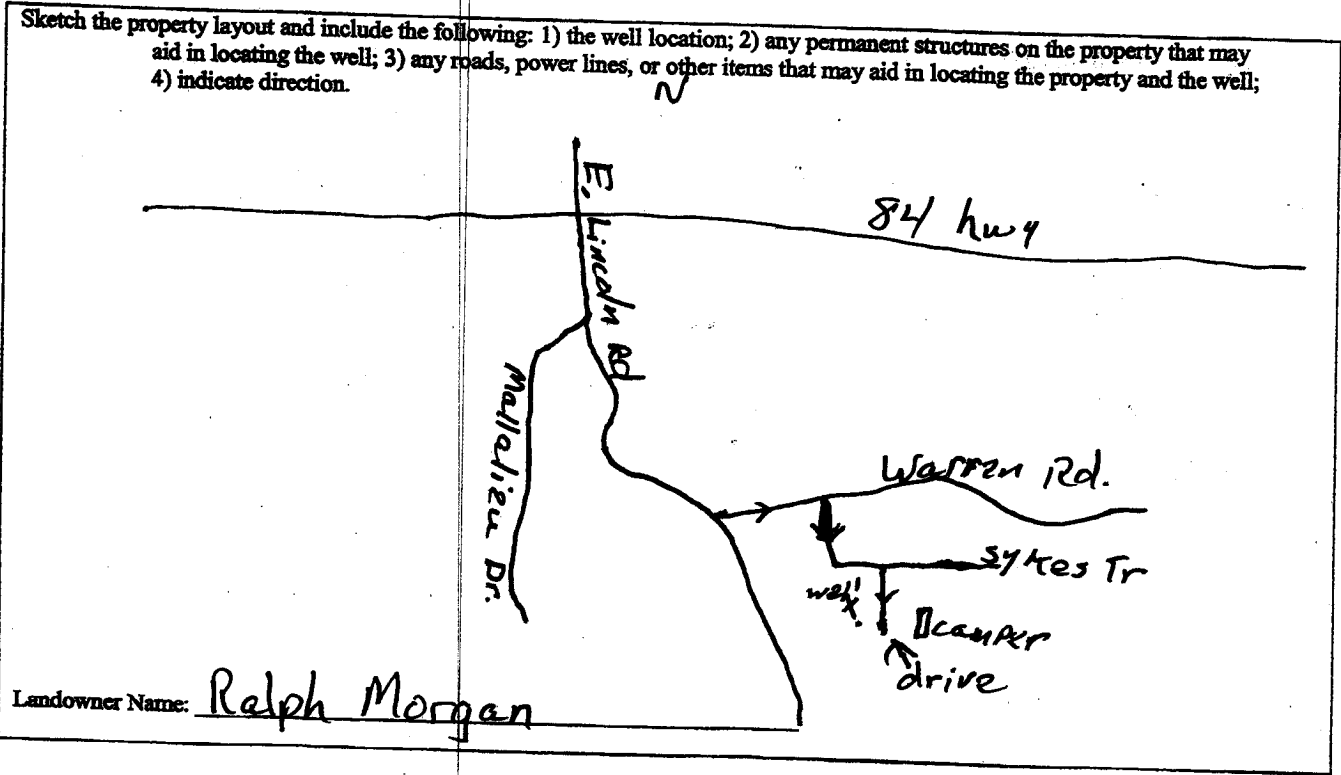 Sketch the property layout and include the following: 1) the well location; 2) any permanent structures on the property that may
aid in locating the well; 3) any roads, power lines, or other items that may aid in locating the property and the well;
4) indicate direction.
N
84 hwy
E. Lincoln Rd
Mallalieu Dr.
Warren Rd.
Sykes Tr
well
camper
drive
Landowner Name: Ralph Morgan